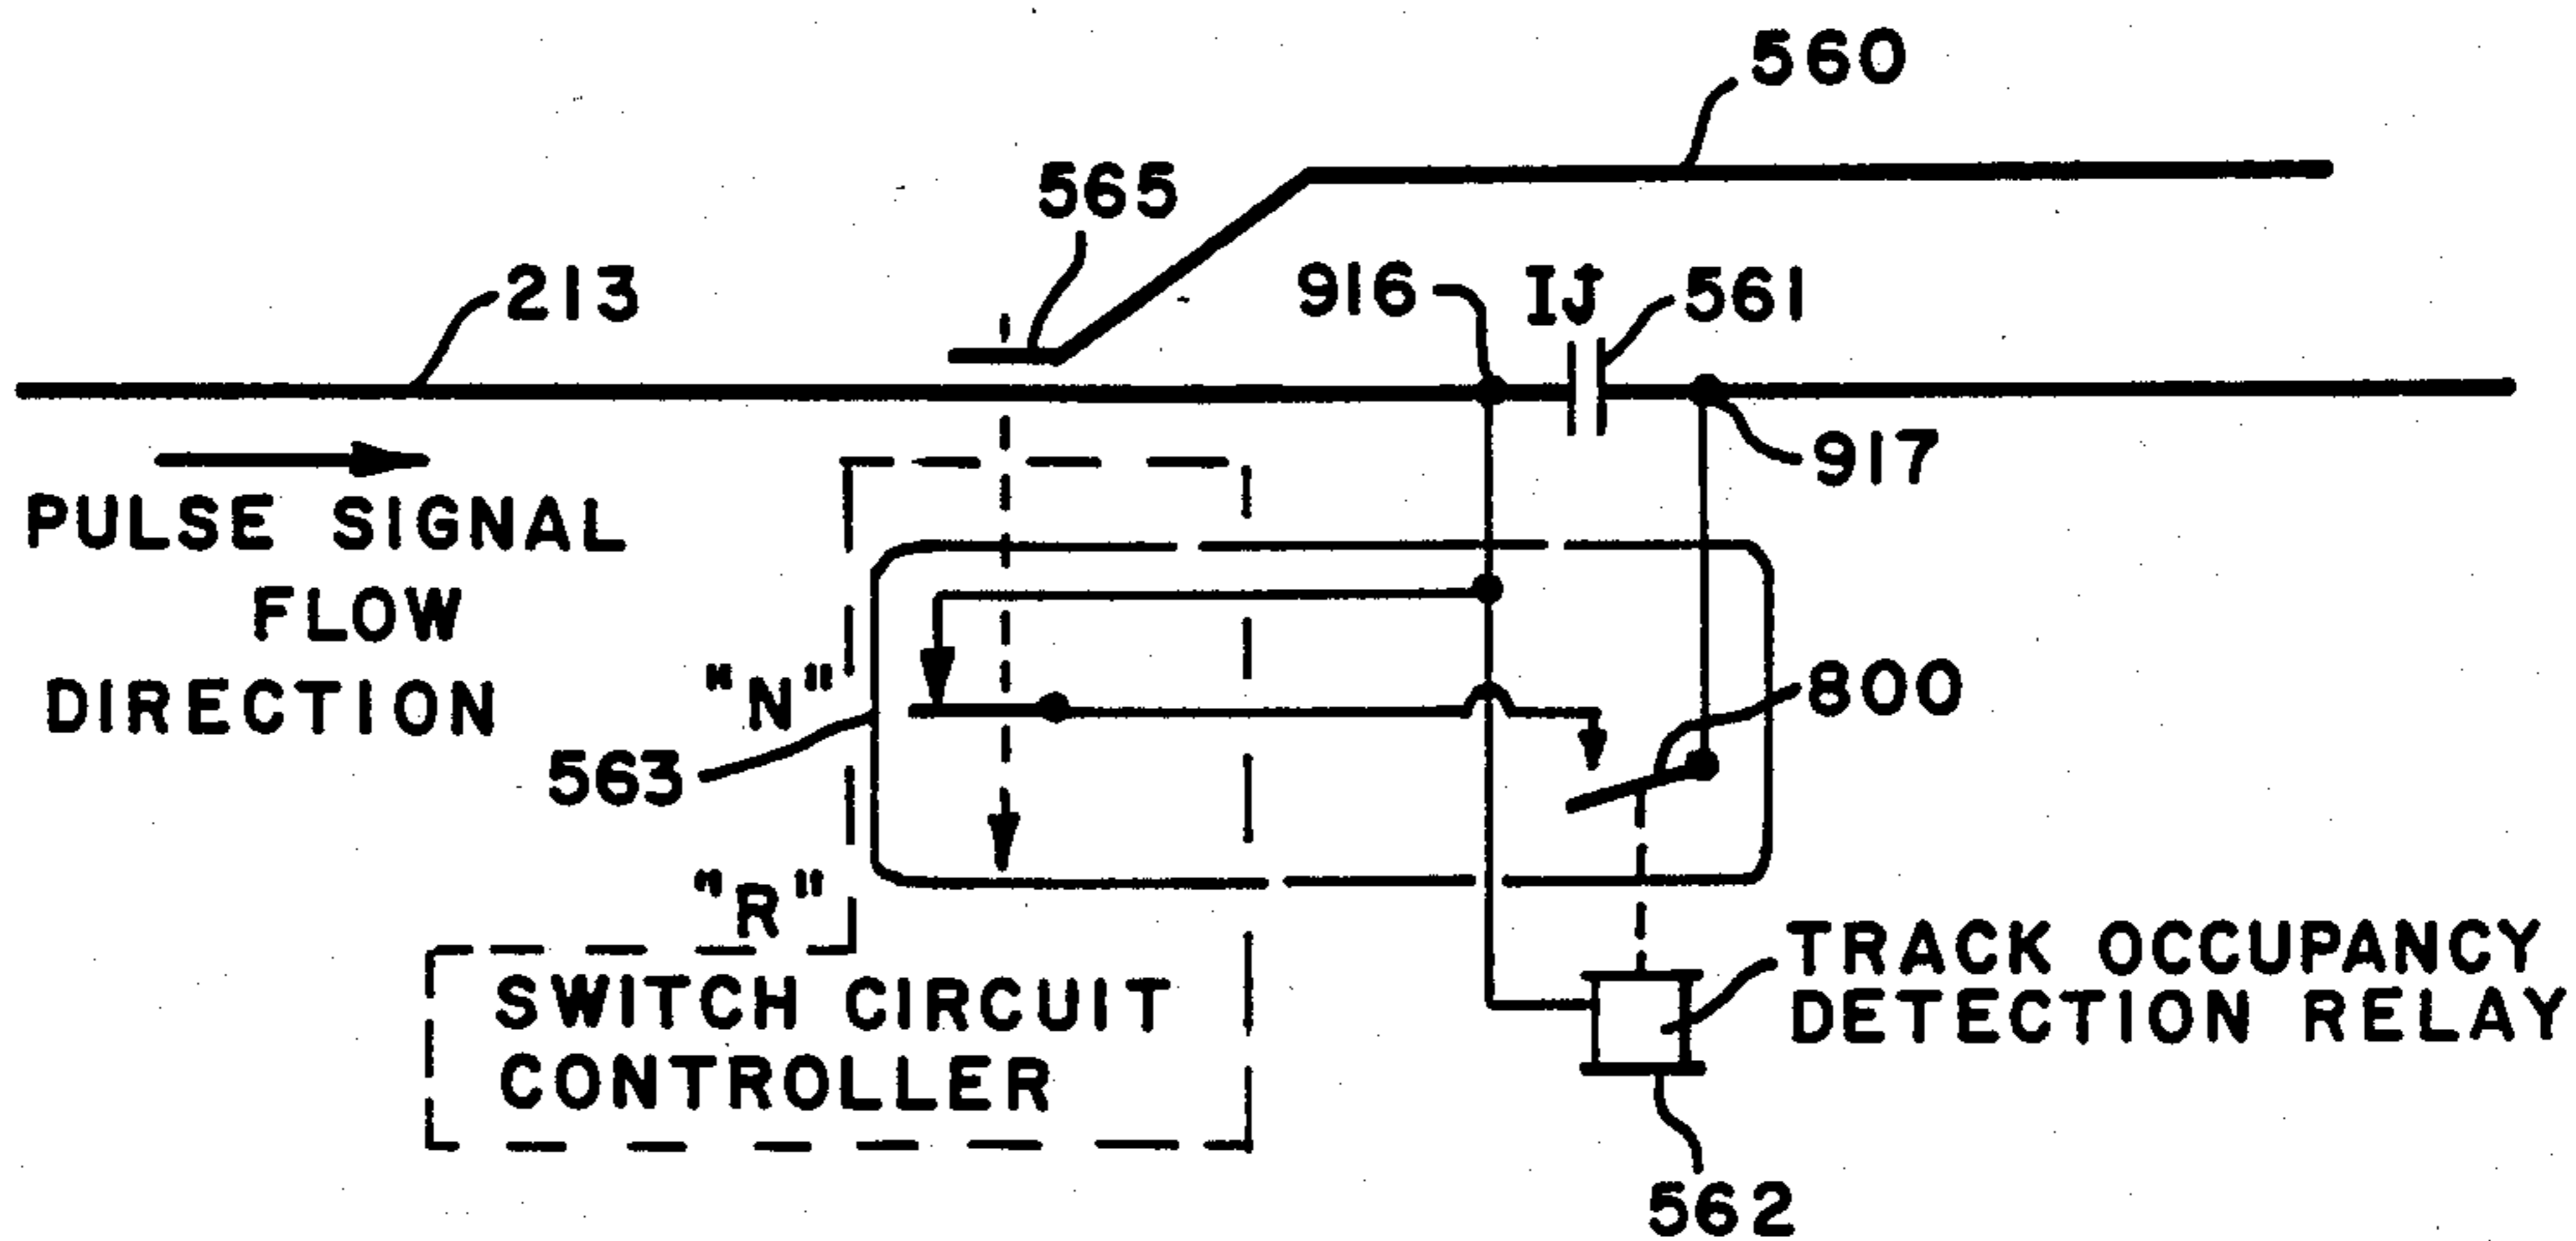 560
565
213
916
IJ
561
917
PULSE SIGNAL
FLOW
DIRECTION
"N"
800
563
"R"
TRACK OCCUPANCY
DETECTION RELAY
SWITCH CIRCUIT
CONTROLLER
562